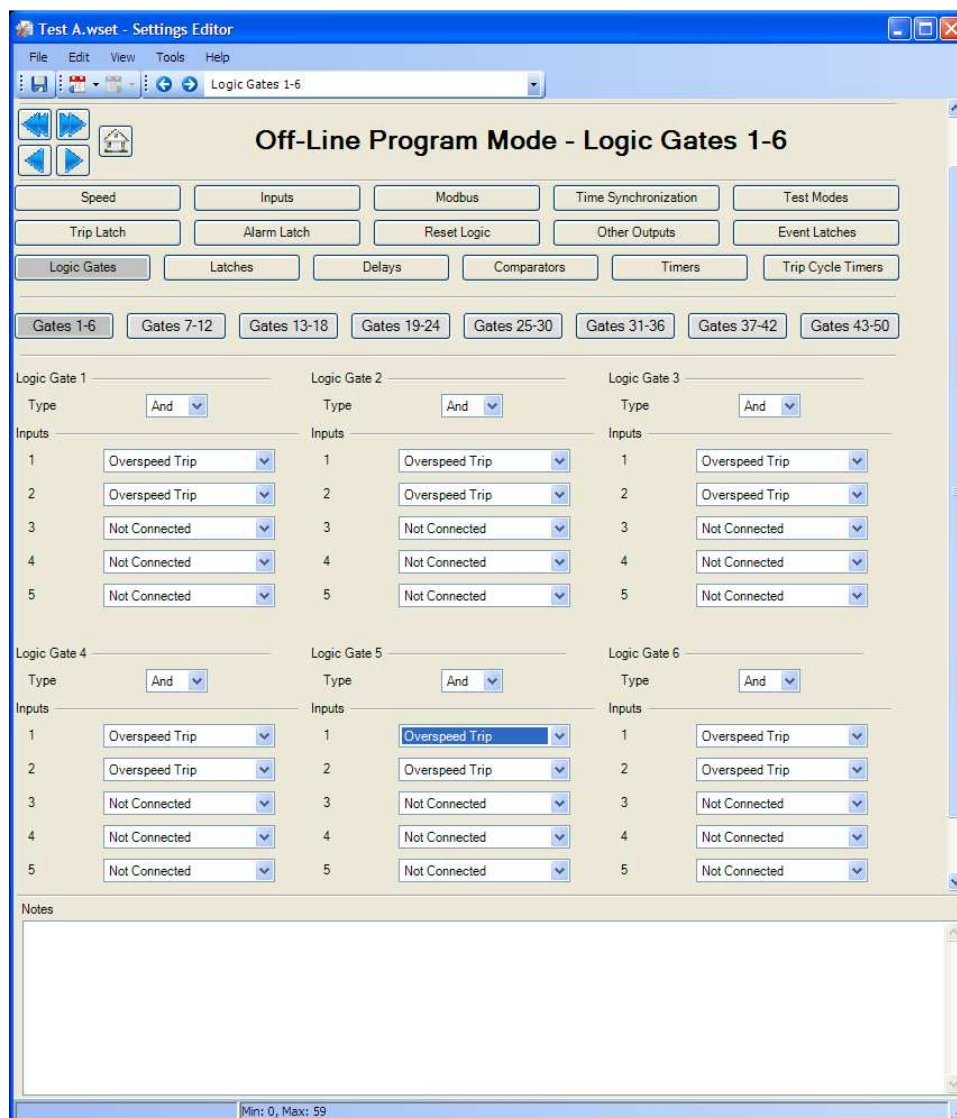 Test A.wset - Settings Editor
File Edit View Tools Help
Logic Gates 1-6
Off-Line Program Mode - Logic Gates 1-6
Speed Inputs Modbus Time Synchronization Test Modes
Trip Latch Alarm Latch Reset Logic Other Outputs Event Latches
Logic Gates Latches Delays Comparators Timers Trip Cycle Timers
Gates 1-6 Gates 7-12 Gates 13-18 Gates 19-24 Gates 25-30 Gates 31-36 Gates 37-42 Gates 43-50
Logic Gate 1 Logic Gate 2 Logic Gate 3
Type And Type And Type And
Inputs Inputs Inputs
1 Overspeed Trip 1 Overspeed Trip 1 Overspeed Trip
2 Overspeed Trip 2 Overspeed Trip 2 Overspeed Trip
3 Not Connected 3 Not Connected 3 Not Connected
4 Not Connected 4 Not Connected 4 Not Connected
5 Not Connected 5 Not Connected 5 Not Connected
Logic Gate 4 Logic Gate 5 Logic Gate 6
Type And Type And Type And
Inputs Inputs Inputs
1 Overspeed Trip 1 Overspeed Trip 1 Overspeed Trip
2 Overspeed Trip 2 Overspeed Trip 2 Overspeed Trip
3 Not Connected 3 Not Connected 3 Not Connected
4 Not Connected 4 Not Connected 4 Not Connected
5 Not Connected 5 Not Connected 5 Not Connected
Notes
Min: 0, Max: 59